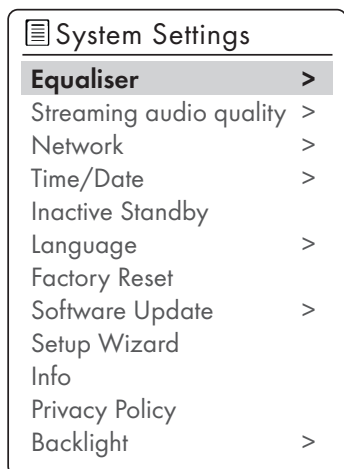 System Settings
Equaliser >
Streaming audio quality >
Network >
Time/Date >
Inactive Standby
Language >
Factory Reset
Software Update >
Setup Wizard
Info
Privacy Policy
Backlight >